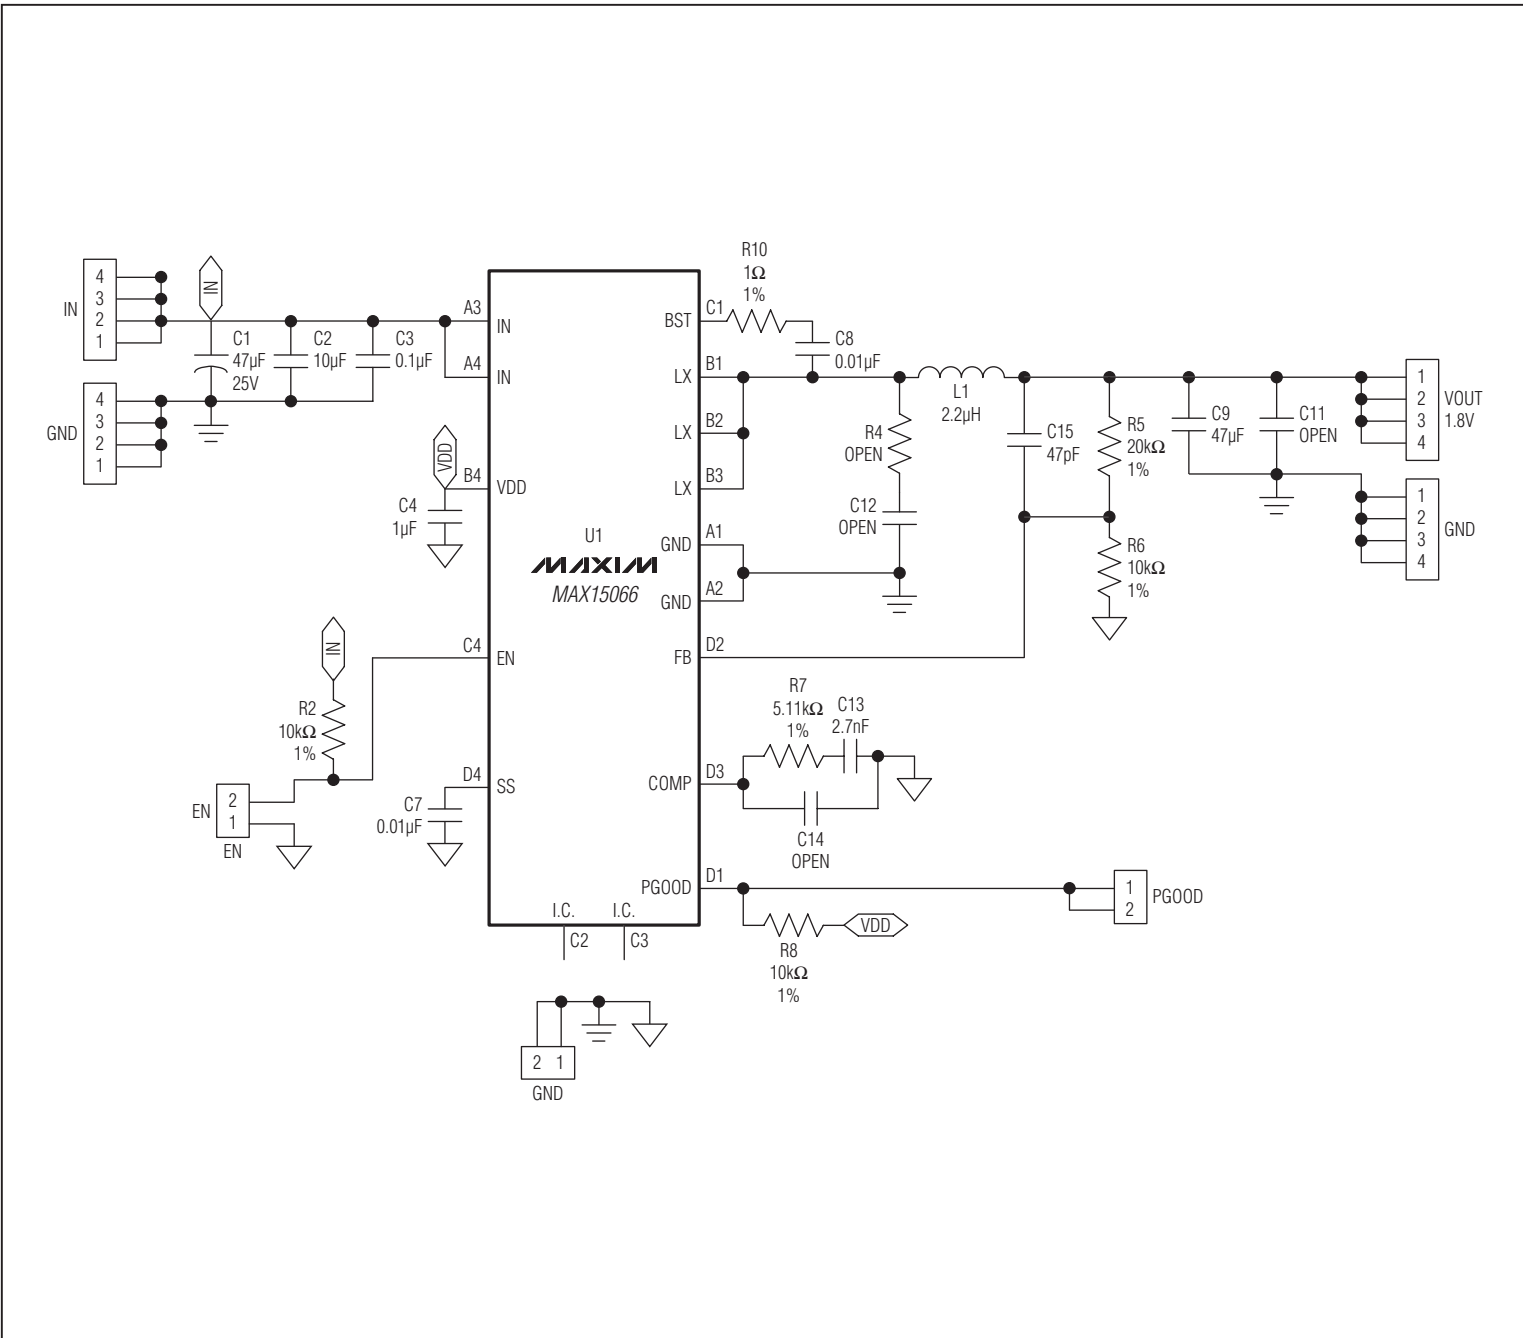 IN
4
3
2
1
GND
4
3
2
1
IN
C1
47µF
25V
C2
10µF
C3
0.1µF
A3
IN
A4
IN
VDD
B4
VDD
C4
1µF
IN
R2
10kΩ
1%
C4
EN
EN
2
1
EN
D4
SS
C7
0.01µF
U1
MAXIM
MAX15066
I.C.
I.C.
C2
C3
2 1
GND
R10
1Ω
1%
BST
C1
C8
0.01µF
LX
B1
LX
B2
LX
B3
GND
A1
GND
A2
FB
D2
R4
OPEN
C12
OPEN
L1
2.2µH
C15
47pF
R5
20kΩ
1%
R6
10kΩ
1%
C9
47µF
C11
OPEN
1
2
3
4
VOUT
1.8V
1
2
3
4
GND
COMP
D3
R7
5.11kΩ
1%
C13
2.7nF
C14
OPEN
PGOOD
D1
R8
10kΩ
1%
VDD
1
2
PGOOD